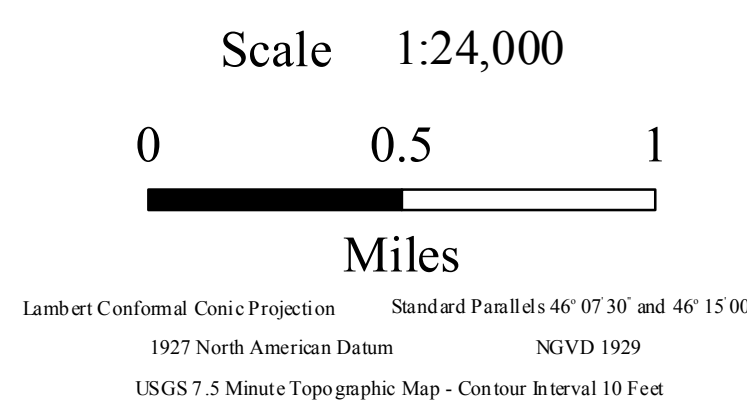 Scale 1:24,000
0 0.5 1
Miles
Lambert Conformal Conic Projection Standard Parallels 46° 07' 30" and 46° 15' 00
1927 North American Datum NGVD 1929
USGS 7.5 Minute Topographic Map - Contour Interval 10 Feet